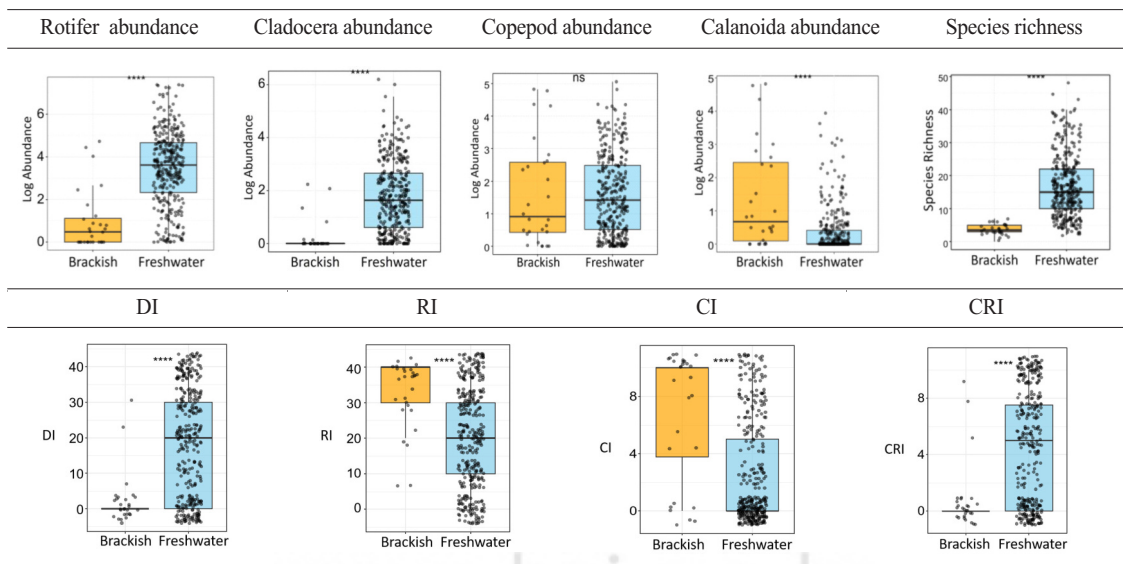 Rotifer abundance Cladocera abundance Copepod abundance Calanoida abundance Species richness
**** **** ns **** ****
Log Abundance
6
4
2
0
Brackish Freshwater
Log Abundance
6
4
2
0
Brackish Freshwater
Log Abundance
5
4
3
2
1
0
Brackish Freshwater
Log Abundance
5
4
3
2
1
0
Brackish Freshwater
Species Richness
50
40
30
20
10
0
Brackish Freshwater
DI RI CI CRI
**** **** **** ****
DI
40
30
20
10
0
Brackish Freshwater
RI
40
30
20
10
0
Brackish Freshwater
CI
8
4
0
Brackish Freshwater
CRI
8
4
0
Brackish Freshwater